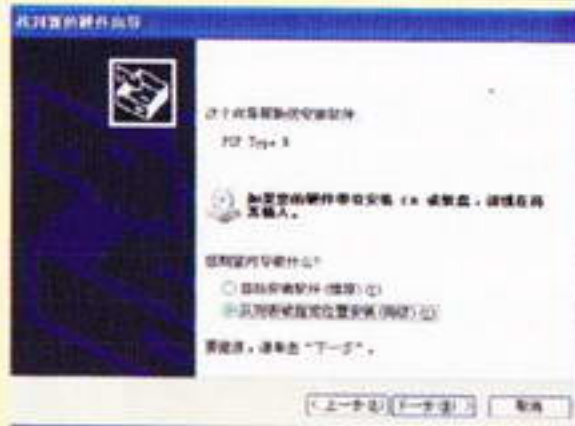 找到新的硬件向导
这个向导帮助您安装软件:
PSP Type B
如果您的硬件带有安装 CD 或软盘，请现在将
其插入。
您期望向导做什么?
自动安装软件(推荐)(I)
从列表或指定位置安装(高级)(S)
要继续，请单击“下一步”。
<上一步(B)
下一步(N)>
取消